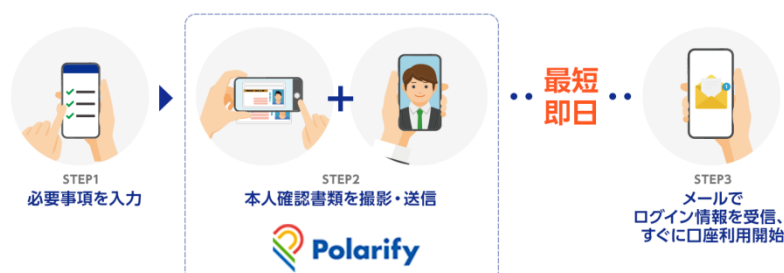 STEP1
必要事項を入力
STEP2
本人確認書類を撮影・送信
Polarify
最短
即日
STEP3
メールで
ログイン情報を受信、
すぐに口座利用開始